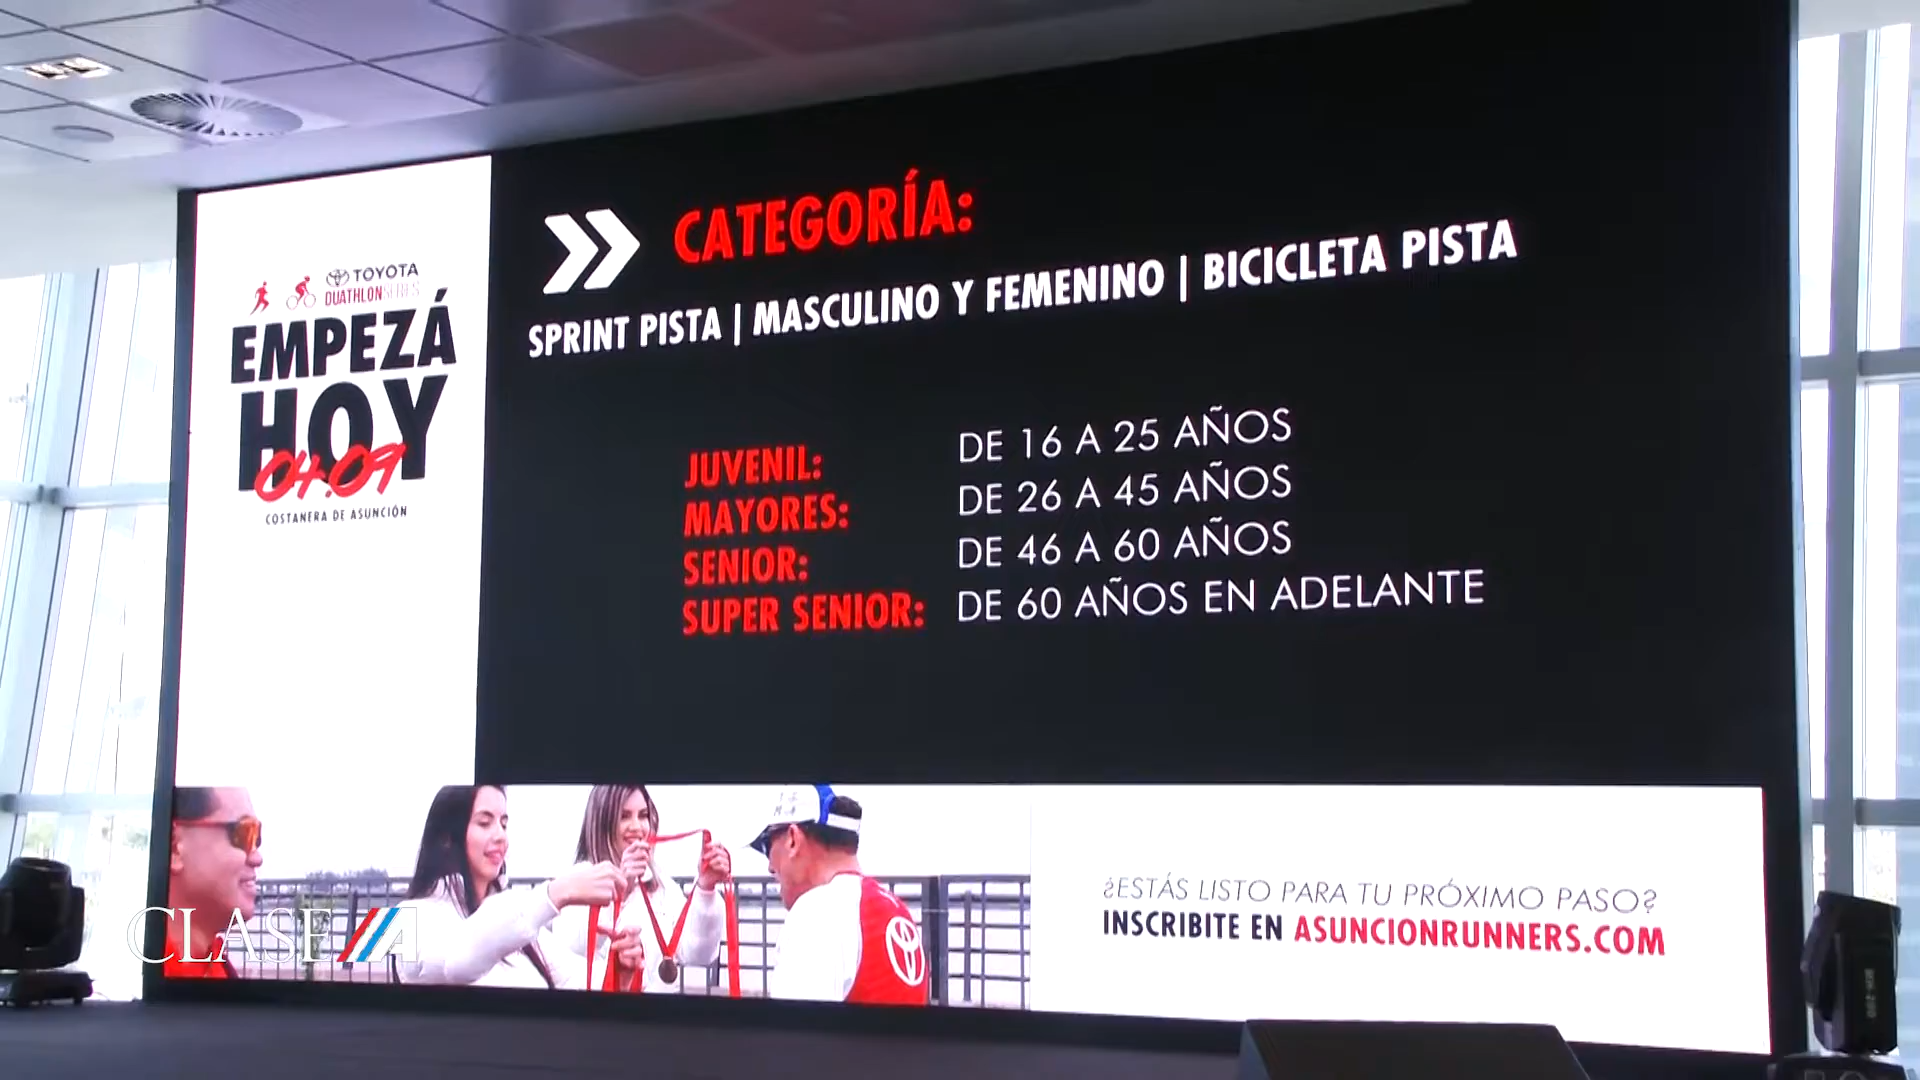 TOYOTA
DUATHLONSERIES
EMPEZÁ
HOY
04.09
COSTANERA DE ASUNCIÓN
CATEGORÍA:
SPRINT PISTA | MASCULINO Y FEMENINO | BICICLETA PISTA
JUVENIL: DE 16 A 25 AÑOS
MAYORES: DE 26 A 45 AÑOS
SENIOR: DE 46 A 60 AÑOS
SUPER SENIOR: DE 60 AÑOS EN ADELANTE
¿ESTÁS LISTO PARA TU PRÓXIMO PASO?
INSCRIBITE EN ASUNCIONRUNNERS.COM
CLASE A